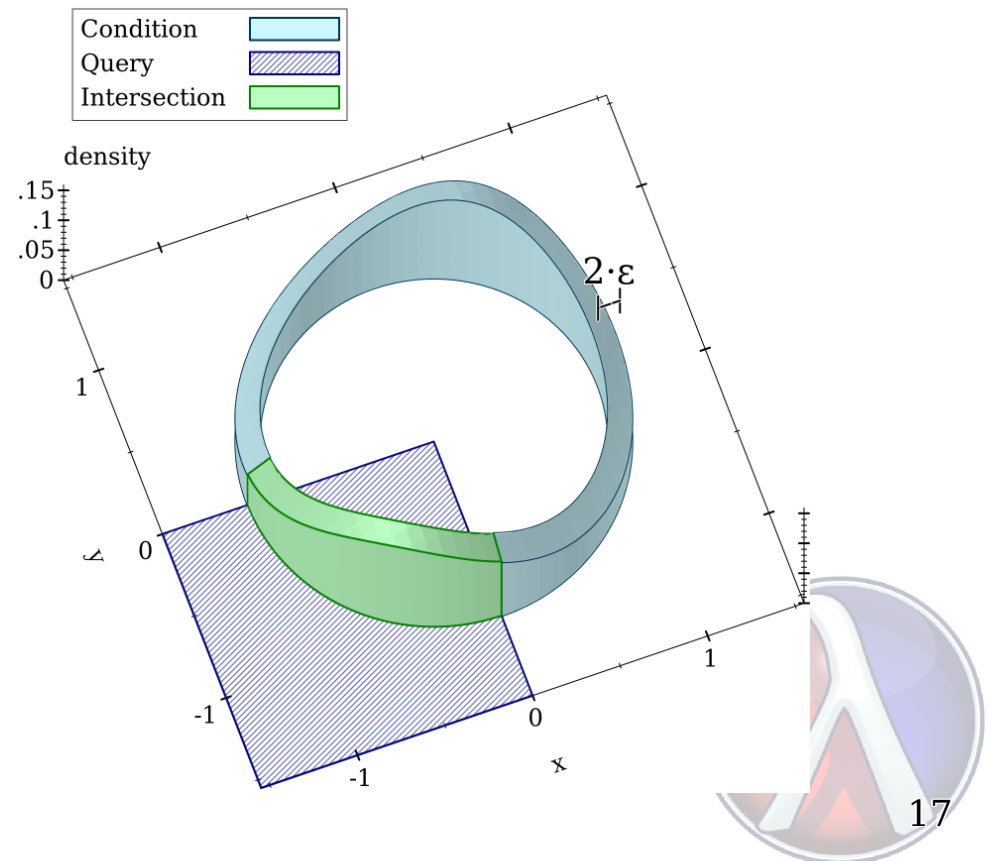 Condition
Query
Intersection
density
.15
.1
.05
0
2·ε
1
0
-1
y
-1
0
1
x
17